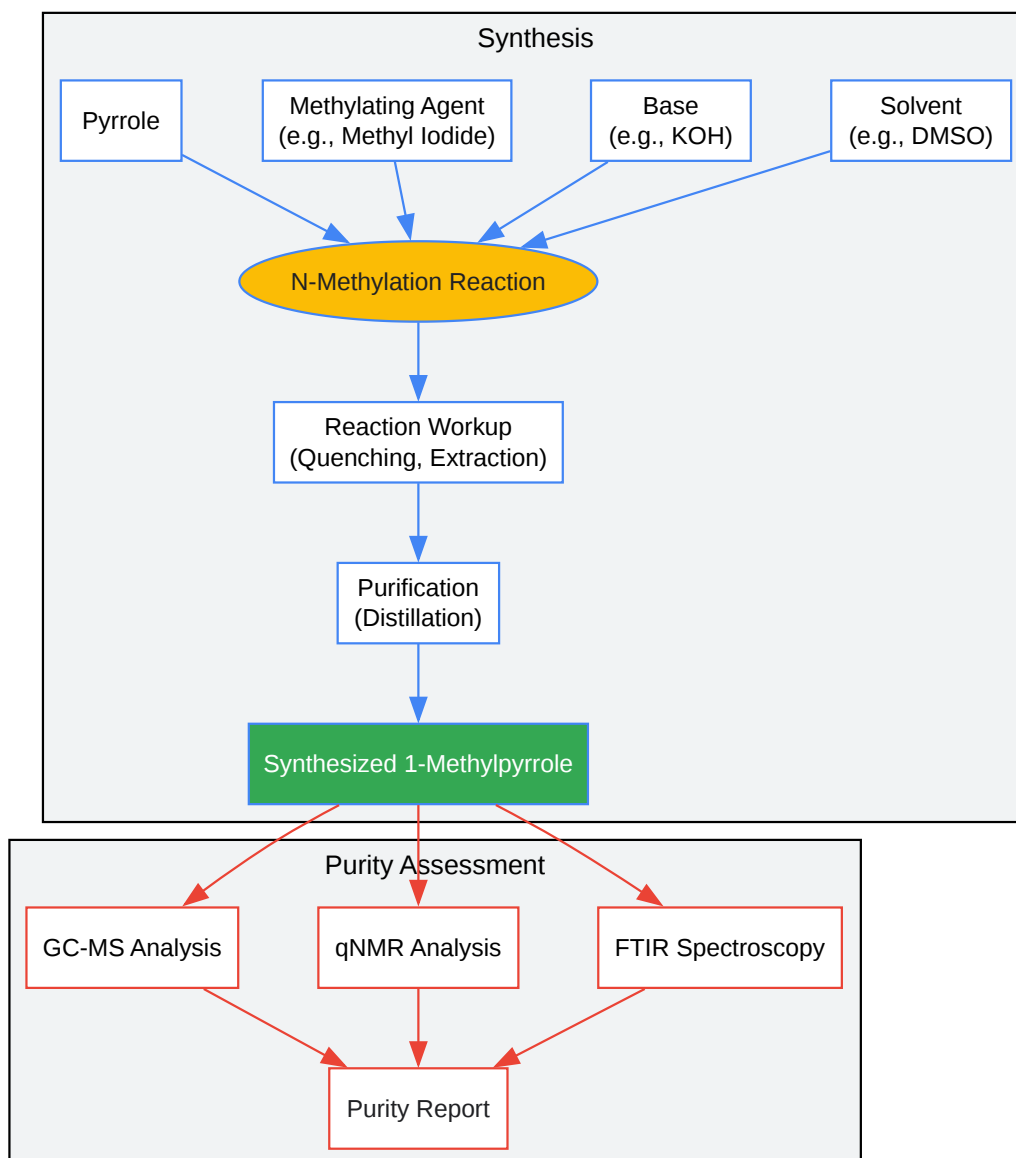 Synthesis
Pyrrole
Methylating Agent
(e.g., Methyl Iodide)
Base
(e.g., KOH)
Solvent
(e.g., DMSO)
N-Methylation Reaction
Reaction Workup
(Quenching, Extraction)
Purification
(Distillation)
Synthesized 1-Methylpyrrole
Purity Assessment
GC-MS Analysis
qNMR Analysis
FTIR Spectroscopy
Purity Report